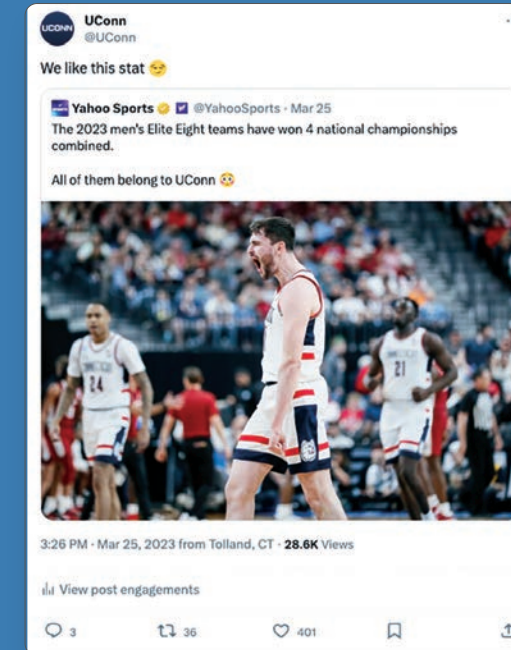 UCONN
UConn
@UConn
We like this stat 😏
Yahoo Sports @YahooSports · Mar 25
The 2023 men's Elite Eight teams have won 4 national championships
combined.
All of them belong to UConn 😳
24
21
3:26 PM · Mar 25, 2023 from Tolland, CT · 28.6K Views
View post engagements
3 36 401